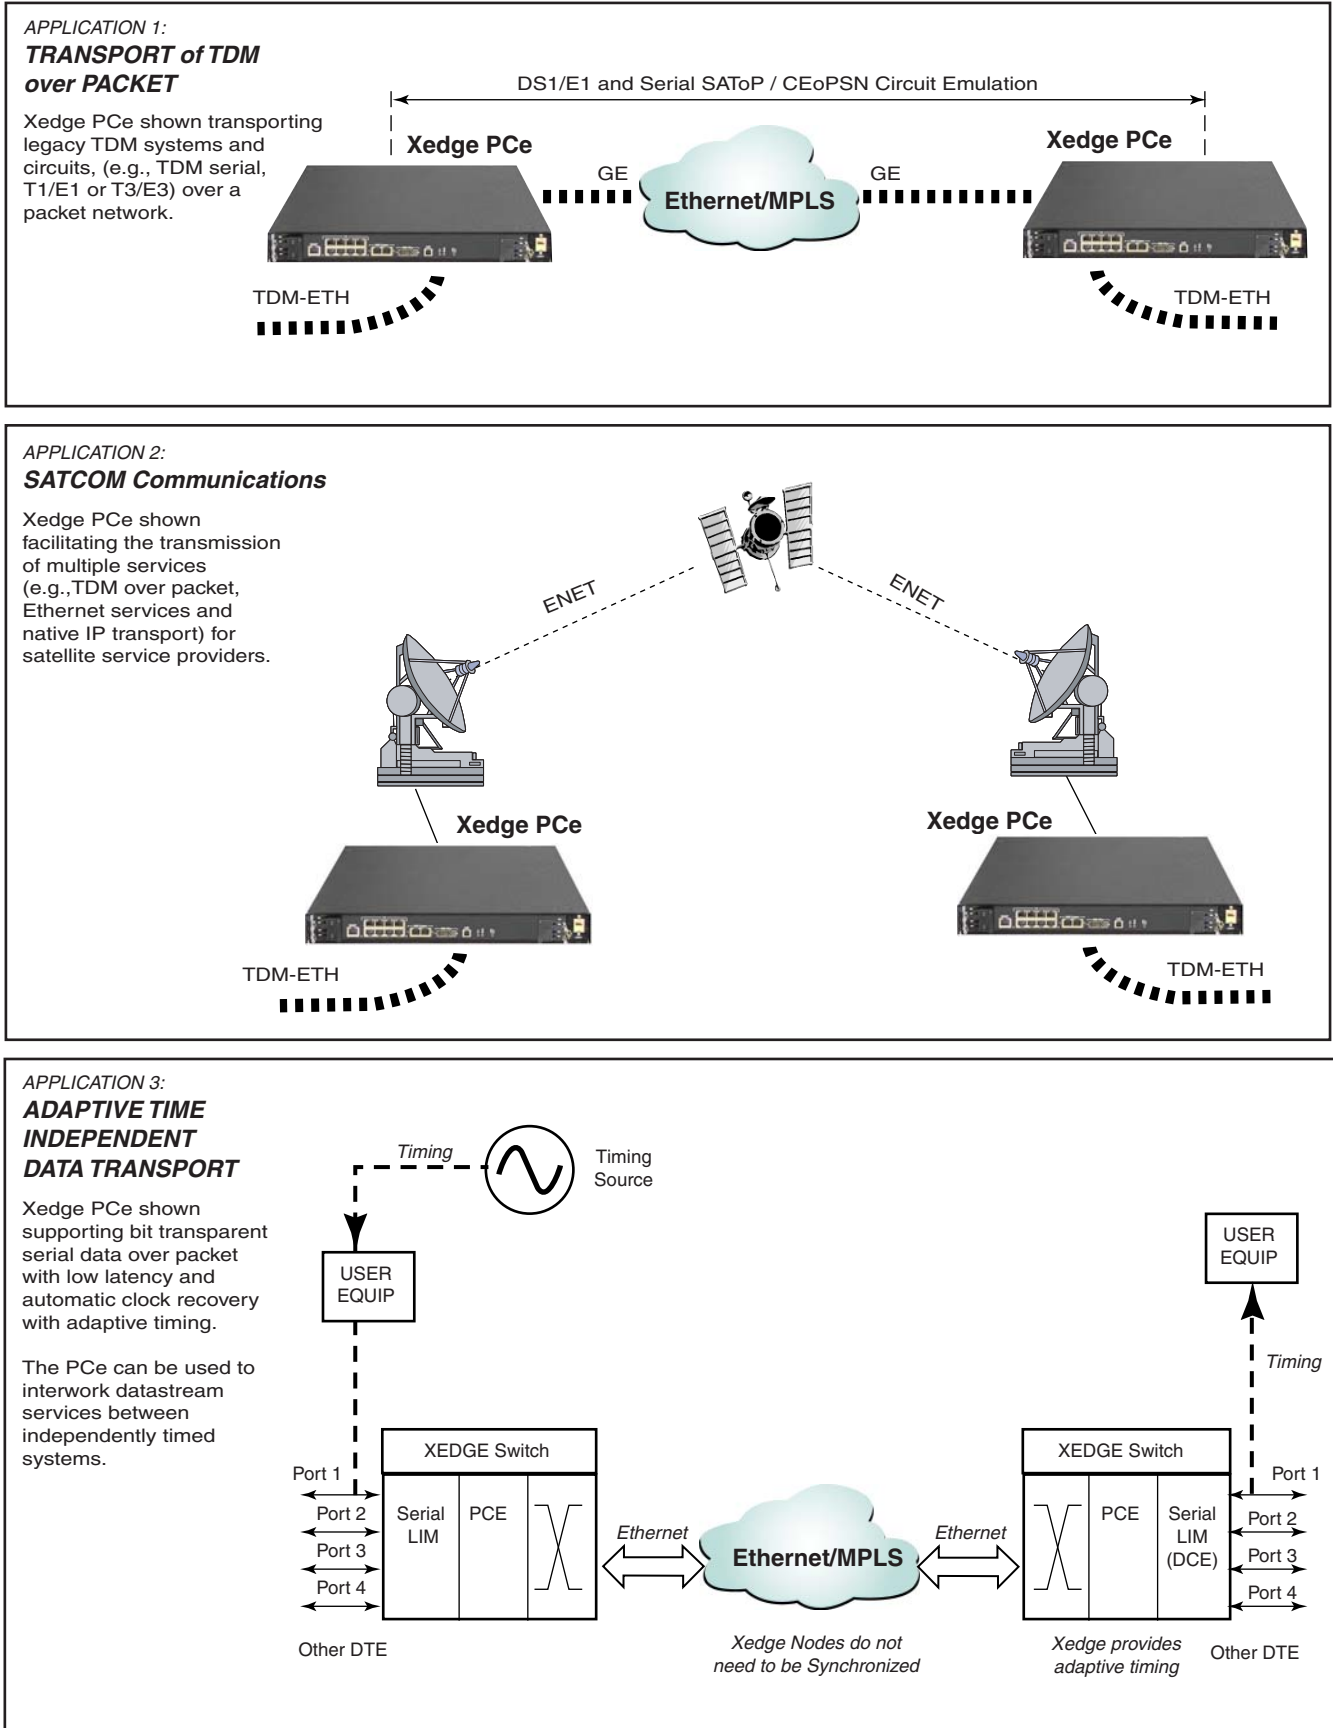 APPLICATION 1:
TRANSPORT of TDM
over PACKET
Xedge PCe shown transporting
legacy TDM systems and
circuits, (e.g., TDM serial,
T1/E1 or T3/E3) over a
packet network.
DS1/E1 and Serial SAToP / CEoPSN Circuit Emulation
Xedge PCe
Xedge PCe
GE
Ethernet/MPLS
GE
TDM-ETH
TDM-ETH
APPLICATION 2:
SATCOM Communications
Xedge PCe shown
facilitating the transmission
of multiple services
(e.g.,TDM over packet,
Ethernet services and
native IP transport) for
satellite service providers.
ENET
ENET
Xedge PCe
Xedge PCe
TDM-ETH
TDM-ETH
APPLICATION 3:
ADAPTIVE TIME
INDEPENDENT
DATA TRANSPORT
Xedge PCe shown
supporting bit transparent
serial data over packet
with low latency and
automatic clock recovery
with adaptive timing.
The PCe can be used to
interwork datastream
services between
independently timed
systems.
Timing
Timing
Source
USER
EQUIP
USER
EQUIP
Timing
XEDGE Switch
Port 1
Port 2
Port 3
Port 4
Serial
LIM
PCE
Other DTE
Ethernet
Ethernet/MPLS
Ethernet
Xedge Nodes do not
need to be Synchronized
XEDGE Switch
PCE
Serial
LIM
(DCE)
Port 1
Port 2
Port 3
Port 4
Xedge provides
adaptive timing
Other DTE